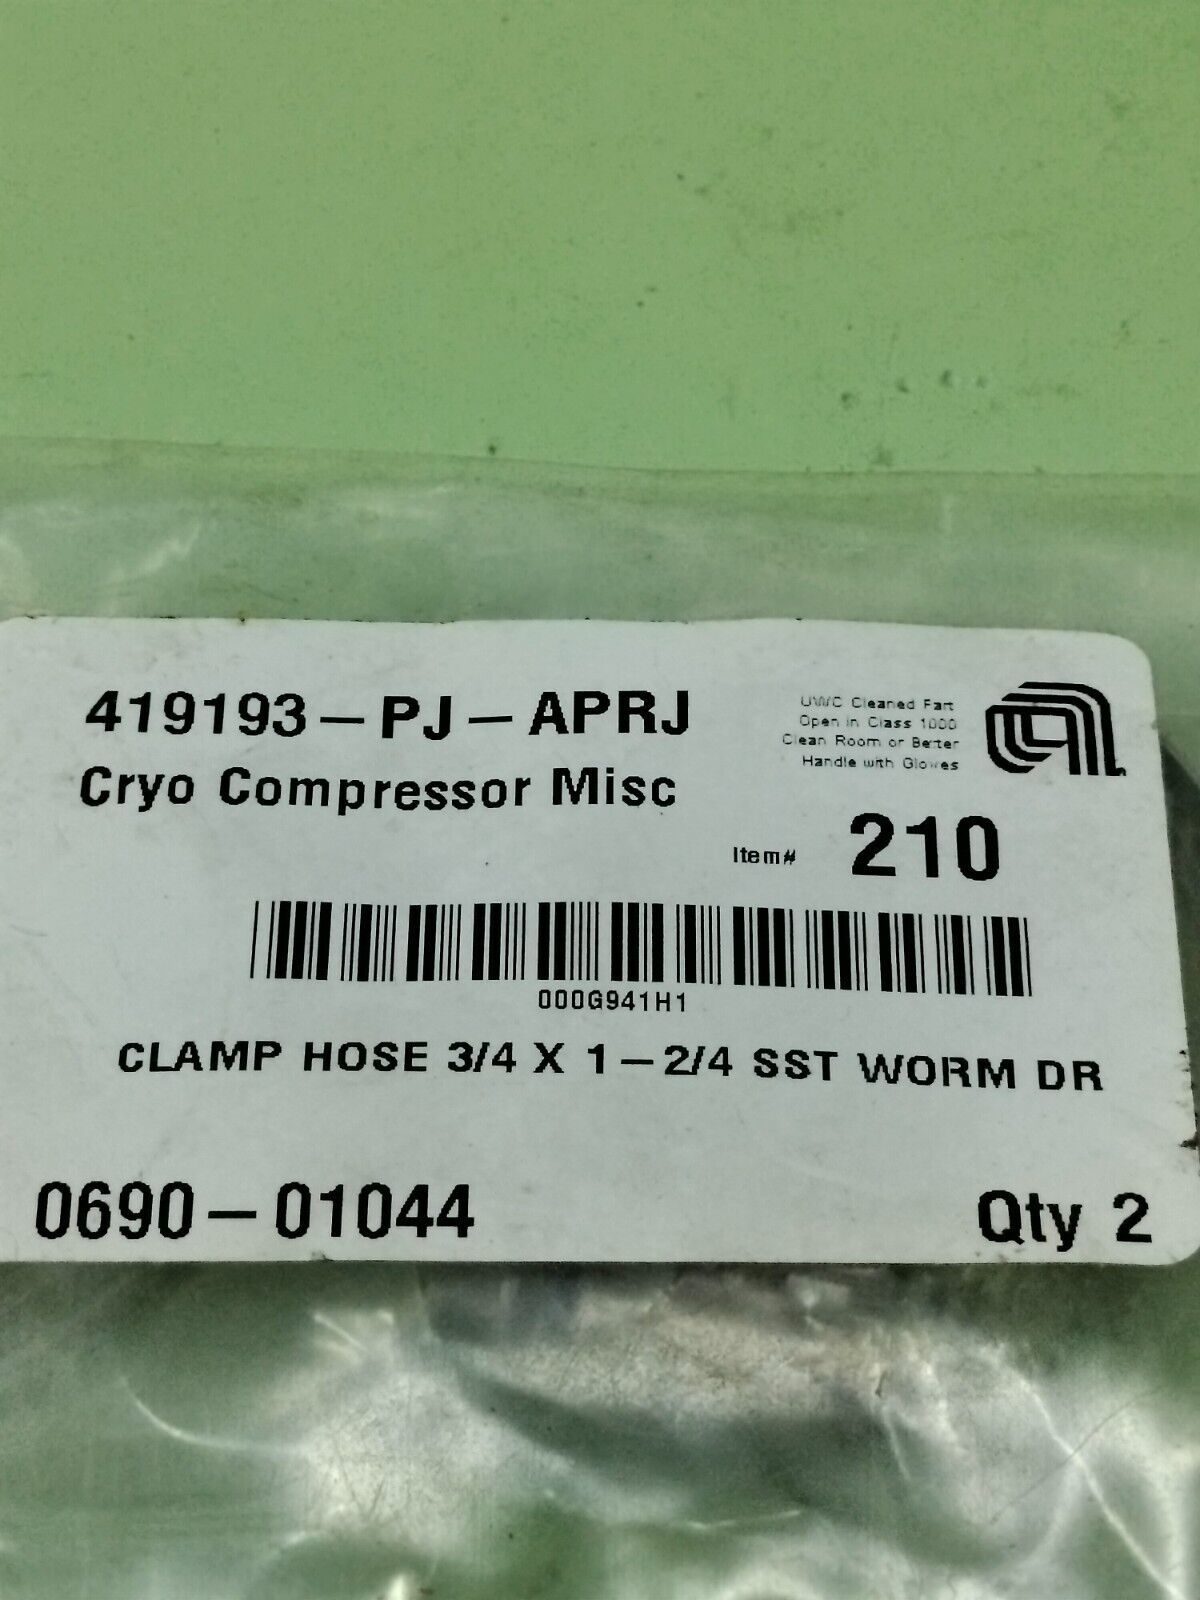 419193-PJ-APRJ
Cryo Compressor Misc
UWC Cleaned Part
Open in Class 1000
Clean Room or Better
Handle with Gloves
Item# 210
000G941H1
CLAMP HOSE 3/4 X 1-2/4 SST WORM DR
0690-01044
Qty 2